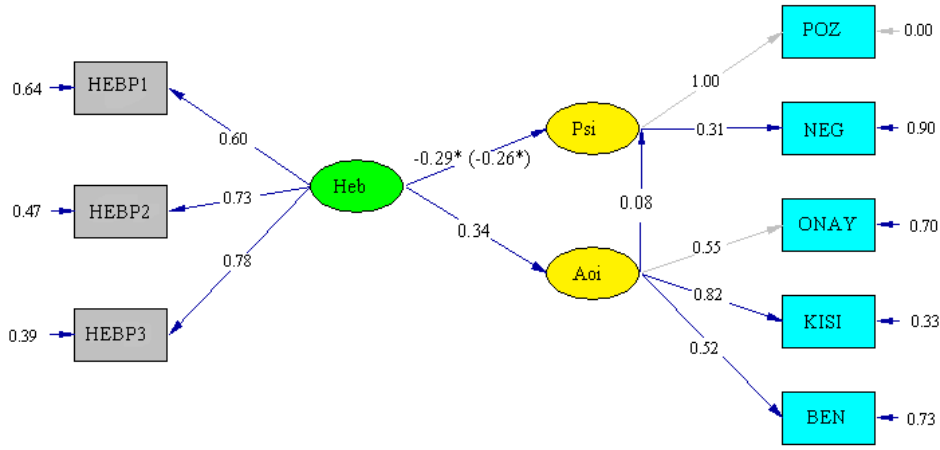 POZ
0.00
1.00
0.64
HEBP1
0.60
Psi
0.31
NEG
0.90
-0.29* (-0.26*)
Heb
0.73
0.47
HEBP2
0.08
0.34
ONAY
0.70
0.55
0.78
Aoi
0.82
0.39
HEBP3
KISI
0.33
0.52
BEN
0.73